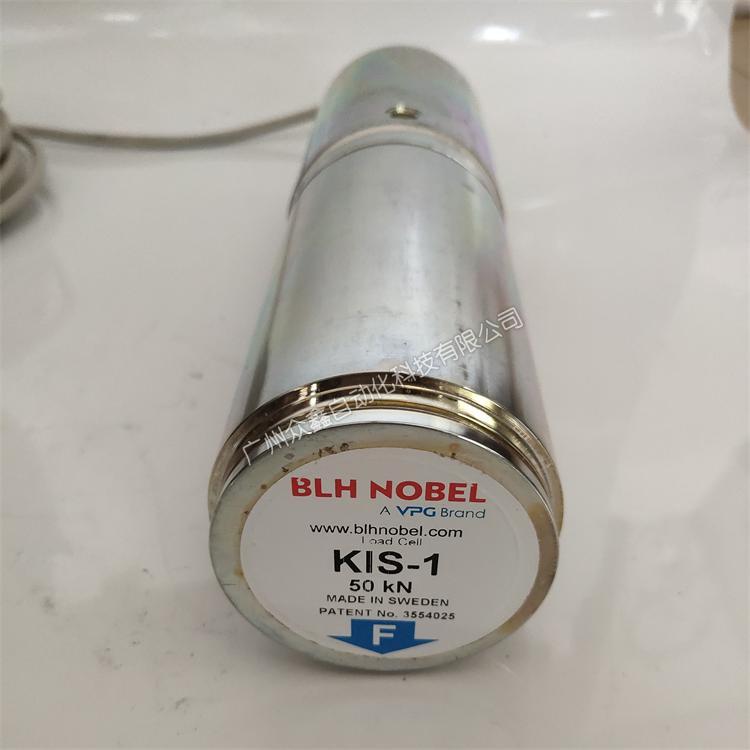 广州众鑫自动化科技有限公司
BLH NOBEL
A VPG Brand
www.blhnobel.com
Load Cell
KIS-1
50 kN
MADE IN SWEDEN
PATENT No. 3554025
F